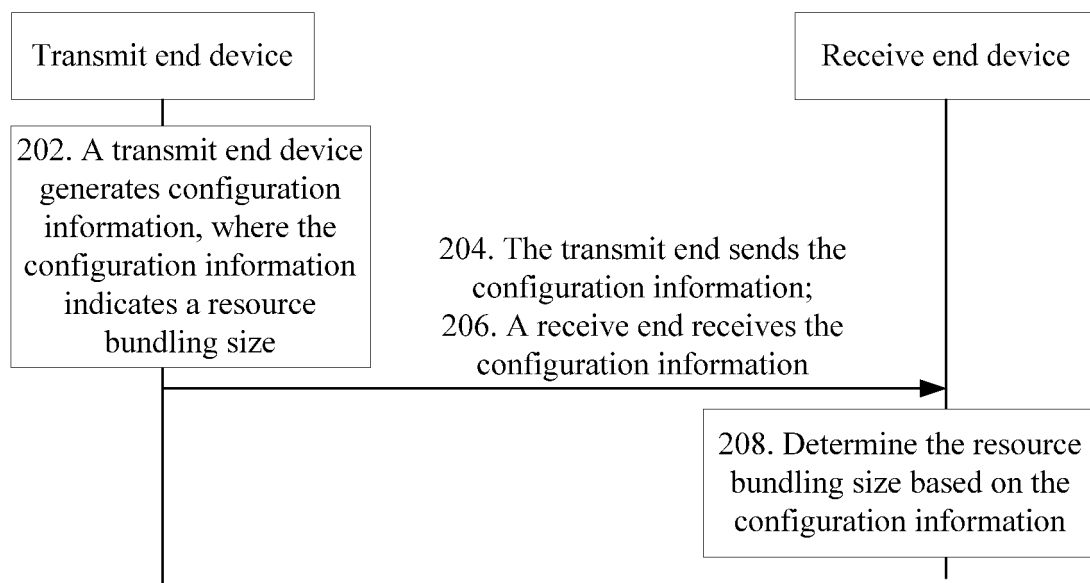 Transmit end device
Receive end device
202. A transmit end device
generates configuration
information, where the
configuration information
indicates a resource
bundling size
204. The transmit end sends the
configuration information;
206. A receive end receives the
configuration information
208. Determine the resource
bundling size based on the
configuration information